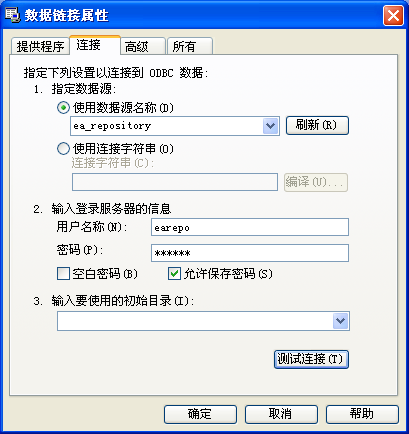 数据链接属性
提供程序 连接 高级 所有
指定下列设置以连接到 ODBC 数据:
1. 指定数据源:
使用数据源名称(D)
ea_repository 刷新(R)
使用连接字符串(O)
连接字符串(C):
编译(U)...
2. 输入登录服务器的信息
用户名称(N): earepo
密码(P): ******
空白密码(B) 允许保存密码(S)
3. 输入要使用的初始目录(I):
测试连接(T)
确定 取消 帮助